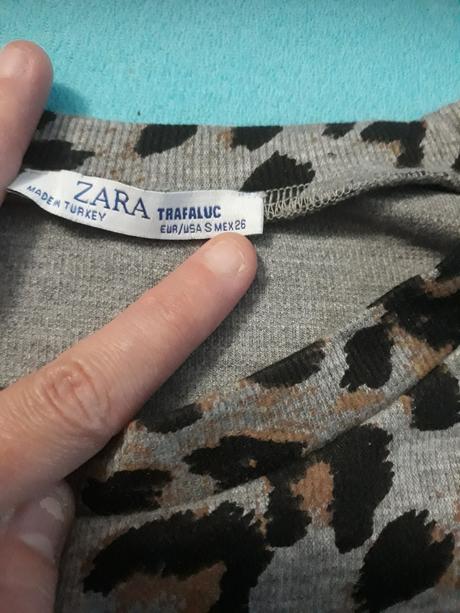 MADE IN TURKEY
ZARA TRAFALUC
EUR/USA S MEX 26